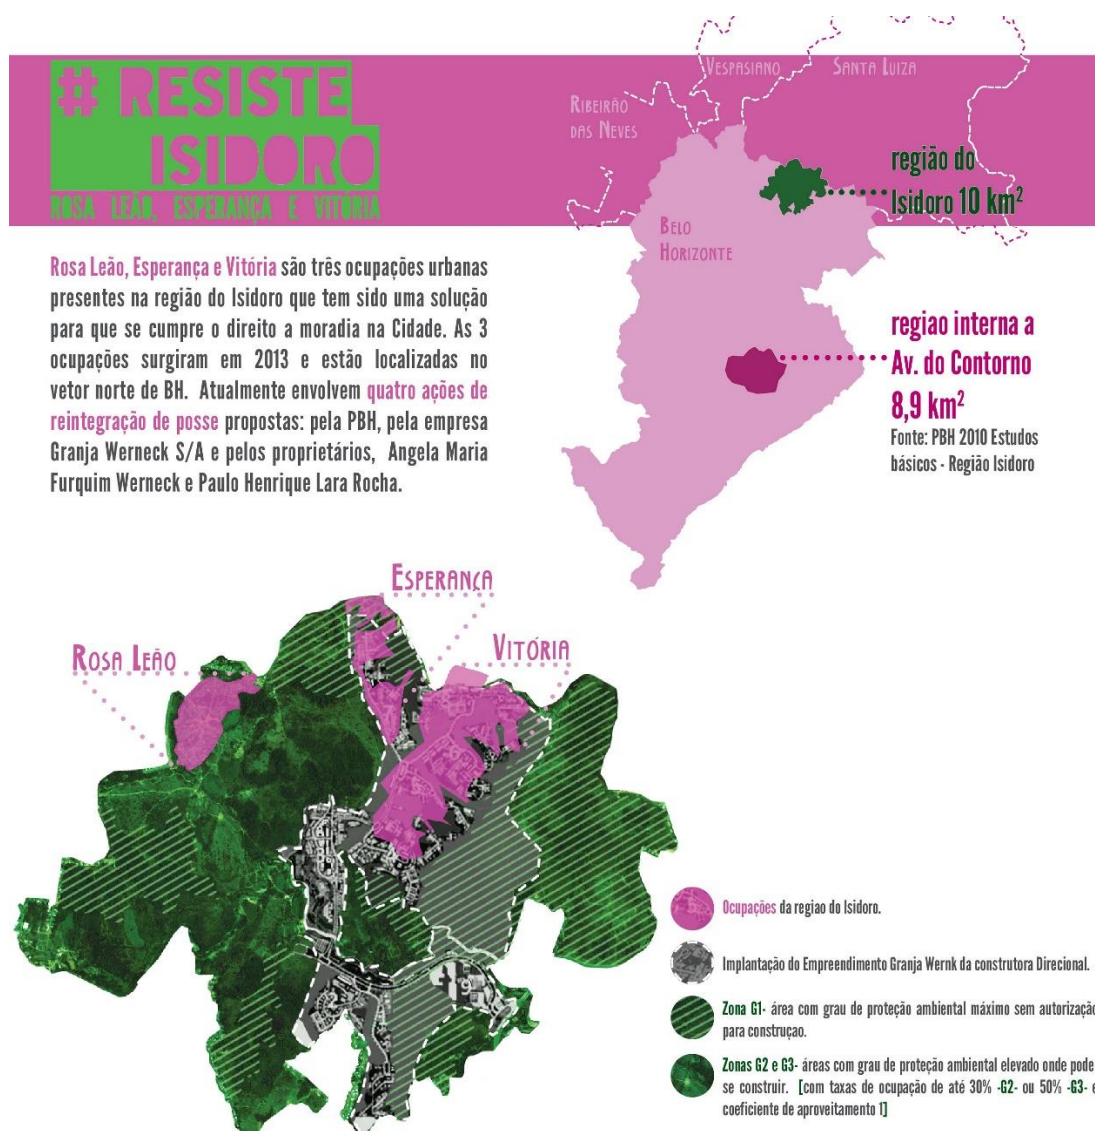 # RESISTE
ISIDORO
ROSA LEÃO, ESPERANÇA E VITÓRIA
VESPASIANO
SANTA LUIZA
RIBEIRÃO
DAS NEVES
região do
Isidoro 10 km²
BELO
HORIZONTE
Rosa Leão, Esperança e Vitória são três ocupações urbanas
presentes na região do Isidoro que tem sido uma solução
para que se cumpre o direito a moradia na Cidade. As 3
ocupações surgiram em 2013 e estão localizadas no
vetor norte de BH. Atualmente envolvem quatro ações de
reintegração de posse propostas: pela PBH, pela empresa
Granja Werneck S/A e pelos proprietários, Angela Maria
Furquim Werneck e Paulo Henrique Lara Rocha.
regiao interna a
Av. do Contorno
8,9 km²
Fonte: PBH 2010 Estudos
básicos - Região Isidoro
ESPERANÇA
ROSA LEÃO
VITÓRIA
Ocupações da regiao do Isidoro.
Implantação do Empreendimento Granja Wernk da construtora Direcional.
Zona G1- área com grau de proteção ambiental máximo sem autorização
para construçao.
Zonas G2 e G3- áreas com grau de proteção ambiental elevado onde pode
se construir. [com taxas de ocupação de até 30% -G2- ou 50% -G3- e
coeficiente de aproveitamento 1]